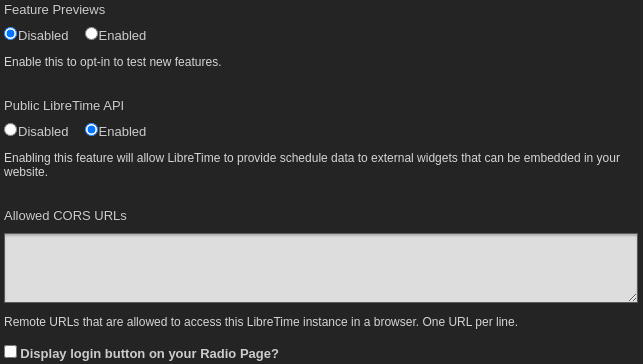 Feature Previews
Disabled Enabled
Enable this to opt-in to test new features.
Public LibreTime API
Disabled Enabled
Enabling this feature will allow LibreTime to provide schedule data to external widgets that can be embedded in your
website.
Allowed CORS URLs
Remote URLs that are allowed to access this LibreTime instance in a browser. One URL per line.
Display login button on your Radio Page?